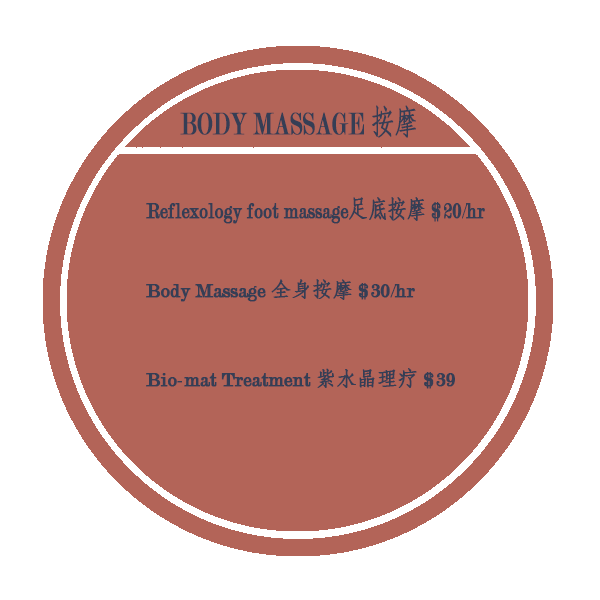 BODY MASSAGE 按摩
Reflexology foot massage足底按摩 $20/hr
Body Massage 全身按摩 $30/hr
Bio-mat Treatment 紫水晶理疗 $39